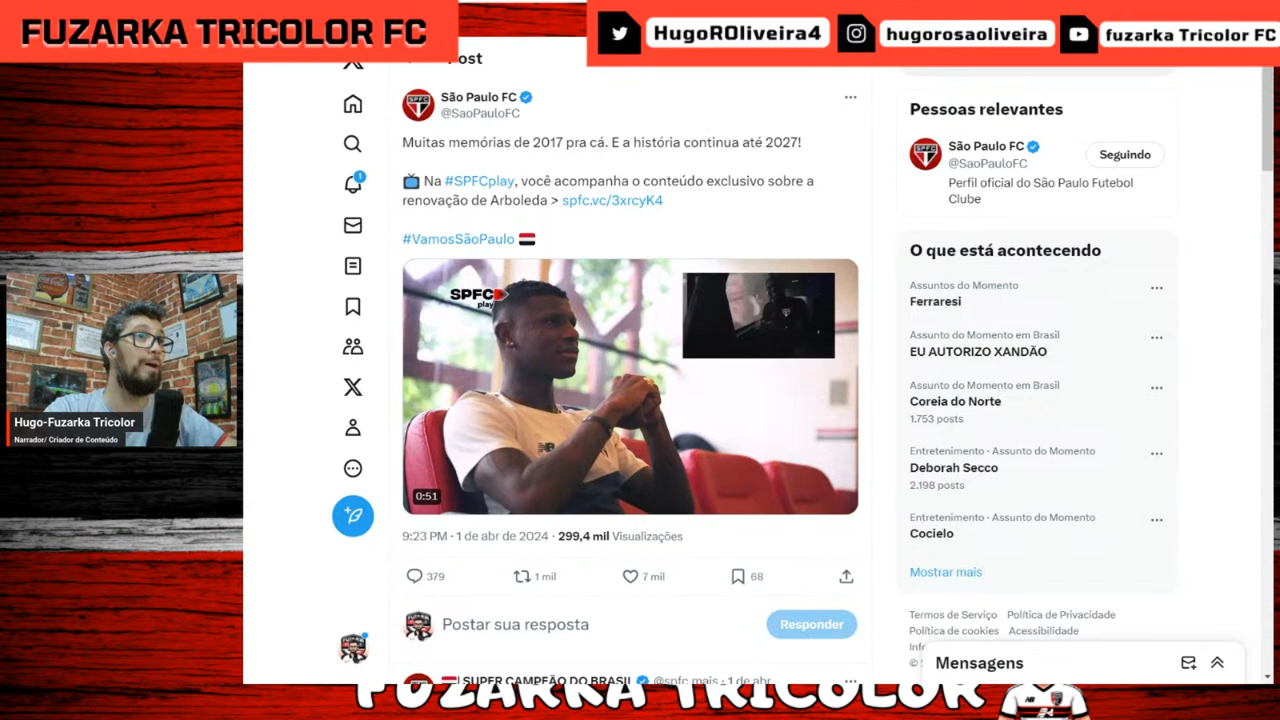 FUZARKA TRICOLOR FC
HugoROliveira4
hugorosaoliveira
fuzarka Tricolor FC
ost
São Paulo FC
@SaoPauloFC
Muitas memórias de 2017 pra cá. E a história continua até 2027!
Na #SPFCplay, você acompanha o conteúdo exclusivo sobre a
renovação de Arboleda > spfc.vc/3xrcyK4
#VamosSãoPaulo
SPFC
play
0:51
9:23 PM · 1 de abr de 2024 · 299,4 mil Visualizações
379
1 mil
7 mil
68
Postar sua resposta
Responder
SUPER CAMPEÃO DO BRASIL @spfc_mais · 1 de abr
Pessoas relevantes
São Paulo FC
@SaoPauloFC
Seguindo
Perfil oficial do São Paulo Futebol
Clube
O que está acontecendo
Assuntos do Momento
Ferraresi
Assunto do Momento em Brasil
EU AUTORIZO XANDÃO
Assunto do Momento em Brasil
Coreia do Norte
1.753 posts
Entretenimento · Assunto do Momento
Deborah Secco
2.198 posts
Entretenimento · Assunto do Momento
Cocielo
Mostrar mais
Termos de Serviço Política de Privacidade
Política de cookies Acessibilidade
Mensagens
Hugo-Fuzarka Tricolor
Narrador/ Criador de Conteúdo
FUZARKA TRICOLOR